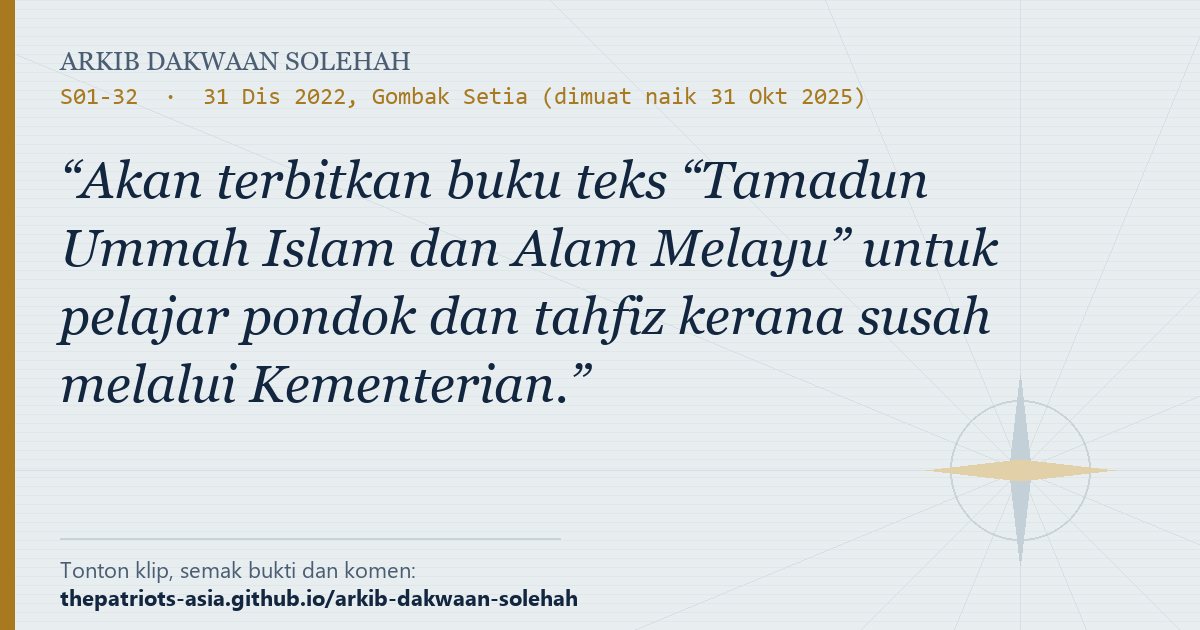 ARKIB DAKWAAN SOLEHAH
S01-32 · 31 Dis 2022, Gombak Setia (dimuat naik 31 Okt 2025)
“Akan terbitkan buku teks “Tamadun
Ummah Islam dan Alam Melayu” untuk
pelajar pondok dan tahfiz kerana susah
melalui Kementerian.”
Tonton klip, semak bukti dan komen:
thepatriots-asia.github.io/arkib-dakwaan-solehah